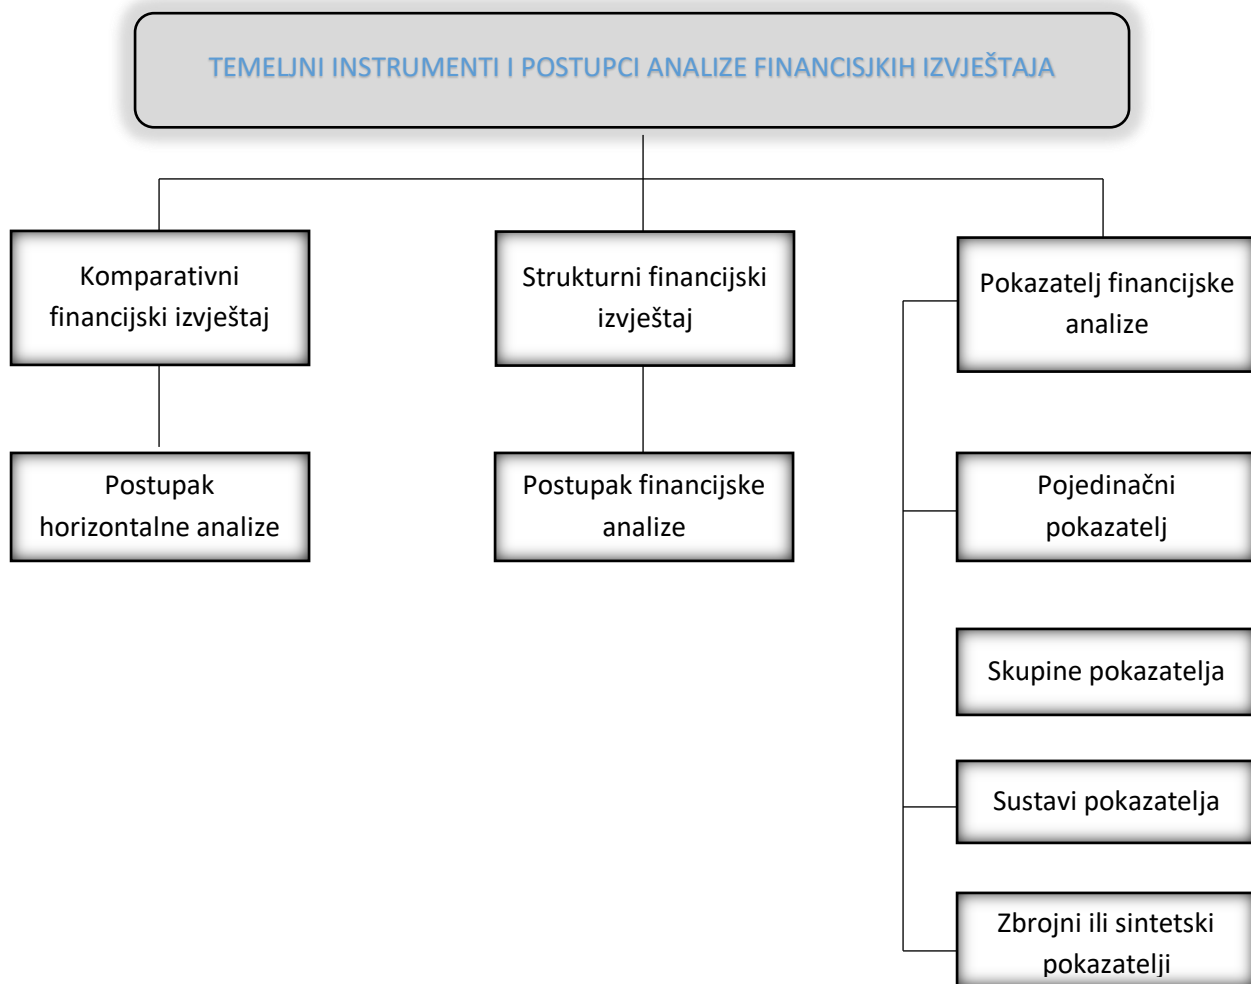 TEMELJNI INSTRUMENTI I POSTUPCI ANALIZE FINANCISJKIH IZVJEŠTAJA
Komparativni
financijski izvještaj
Strukturni financijski
izvještaj
Pokazatelj financijske
analize
Postupak
horizontalne analize
Postupak financijske
analize
Pojedinačni
pokazatelj
Skupine pokazatelja
Sustavi pokazatelja
Zbrojni ili sintetski
pokazatelji